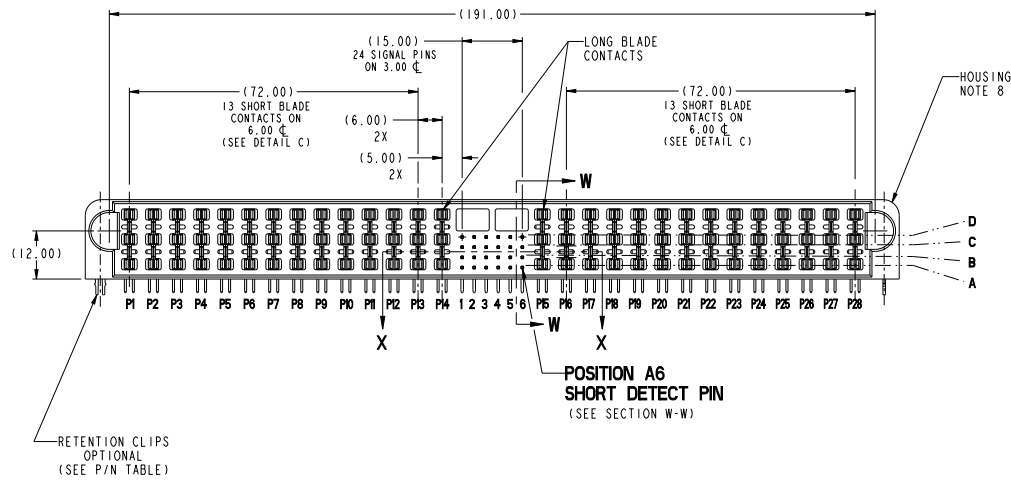 (191.00)
(15.00)
24 SIGNAL PINS
ON 3.00 ℄
LONG BLADE
CONTACTS
HOUSING
NOTE 8
(72.00)
13 SHORT BLADE
CONTACTS ON
6.00 ℄
(SEE DETAIL C)
(6.00)
2X
(5.00)
2X
(72.00)
13 SHORT BLADE
CONTACTS ON
6.00 ℄
(SEE DETAIL C)
W
(12.00)
D
C
B
A
P1 P2 P3 P4 P5 P6 P7 P8 P9 P10 P11 P12 P13 P14 1 2 3 4 5 6 P15 P16 P17 P18 P19 P20 P21 P22 P23 P24 P25 P26 P27 P28
W
X
X
POSITION A6
SHORT DETECT PIN
(SEE SECTION W-W)
RETENTION CLIPS
OPTIONAL
(SEE P/N TABLE)